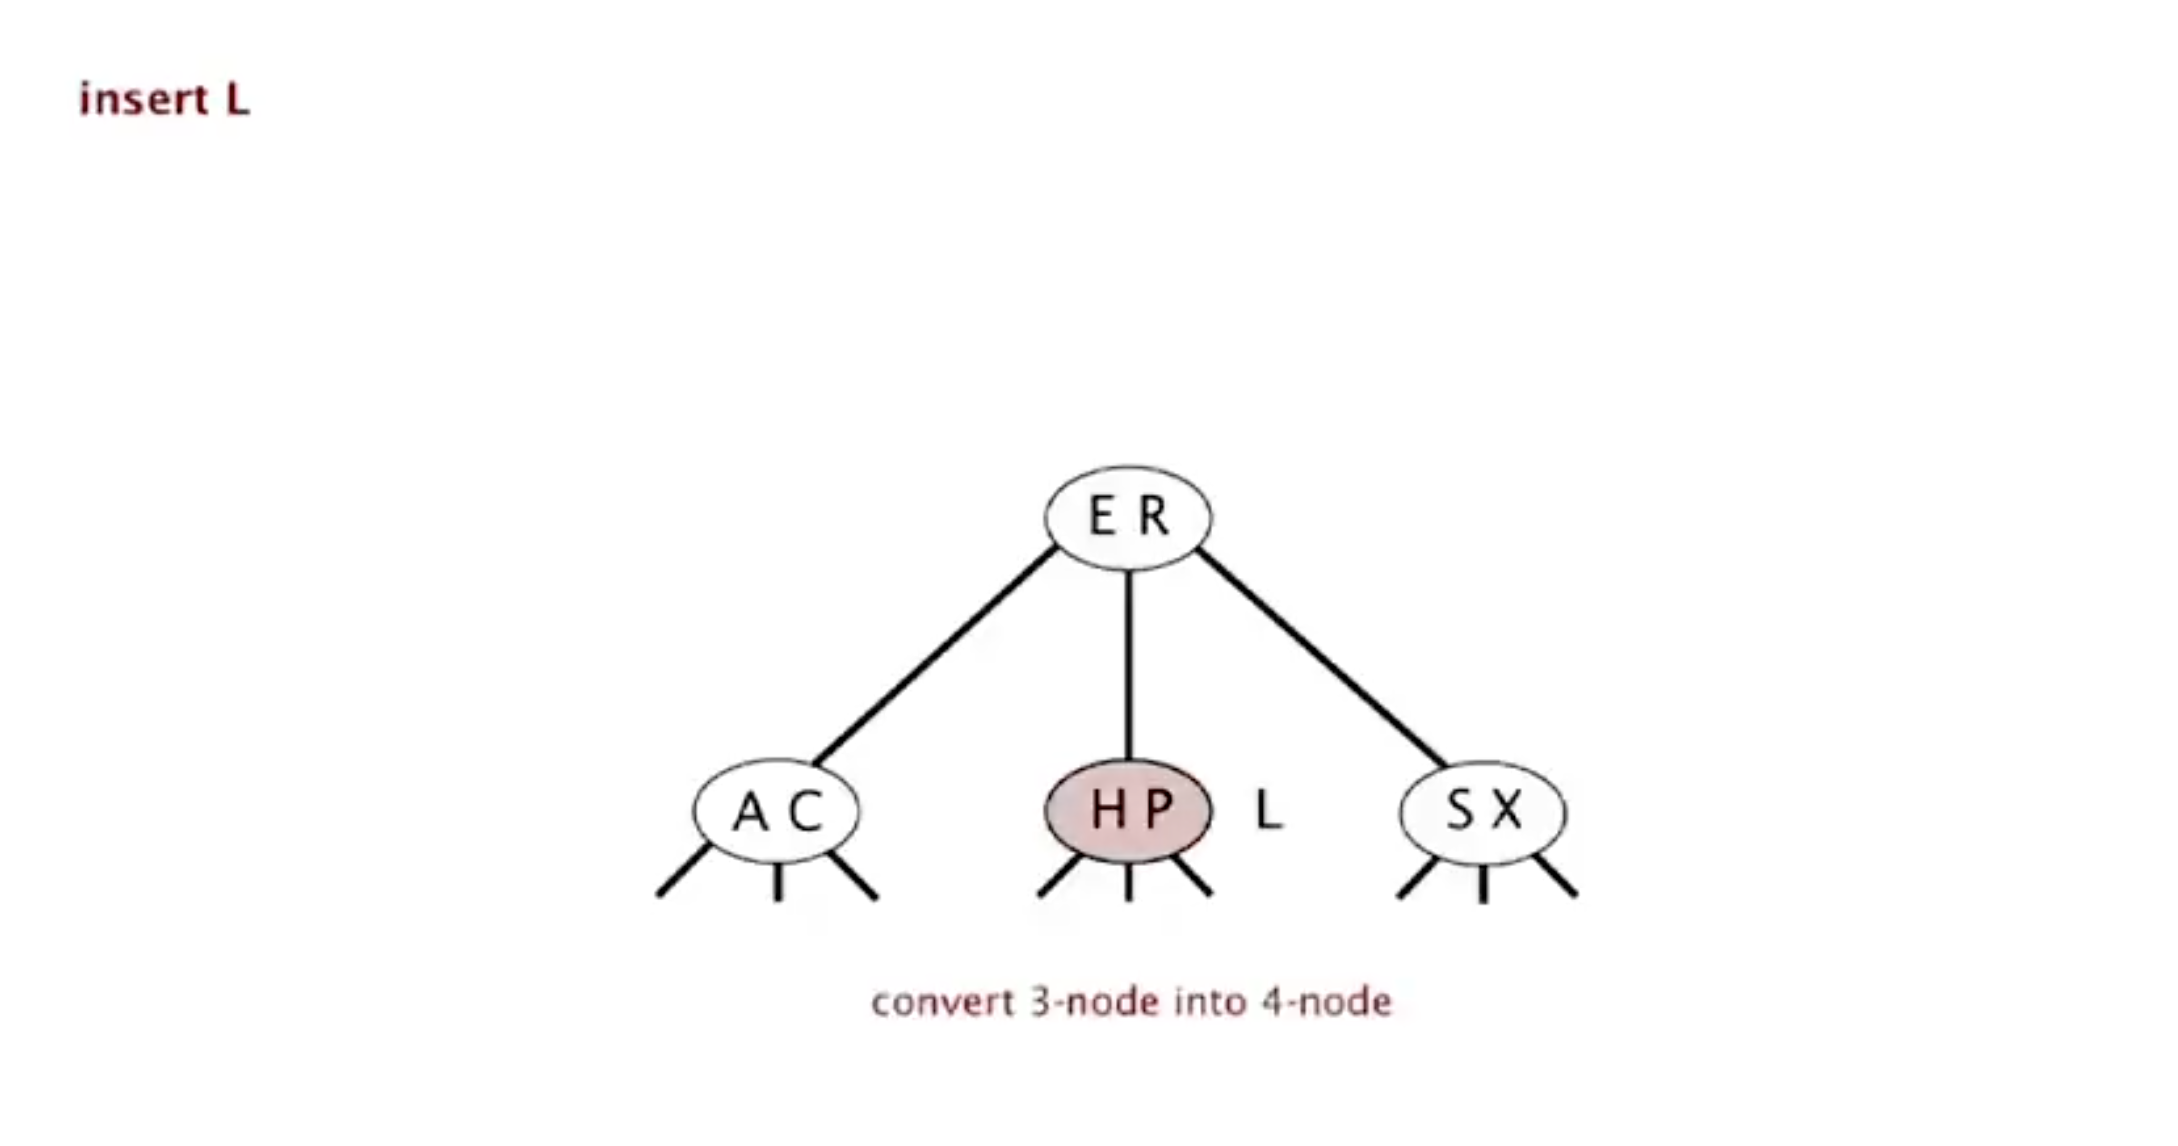 insert L
E R
A C
H P
L
S X
convert 3-node into 4-node